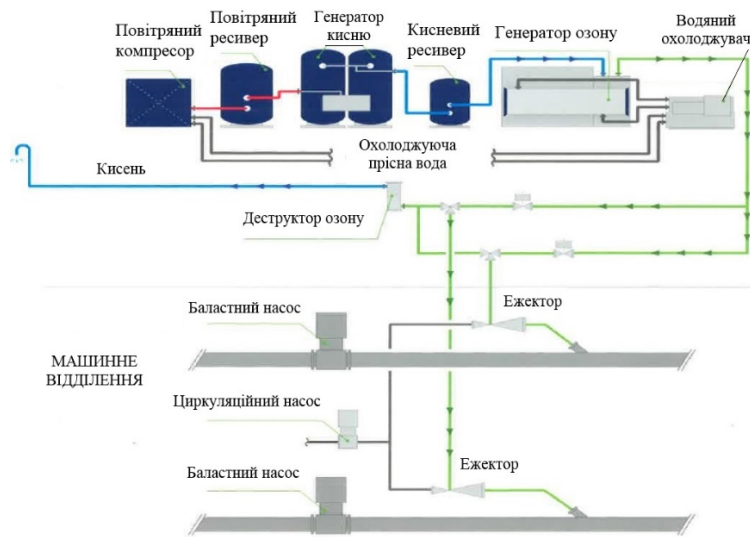 Повітряний
компресор
Повітряний
ресивер
Генератор
кисню
Кисневий
ресивер
Генератор озону
Водяний
охолоджувач
Охолоджуюча
прісна вода
Кисень
Деструктор озону
Баластний насос
Ежектор
МАШИННЕ
ВІДДІЛЕННЯ
Циркуляційний насос
Баластний насос
Ежектор